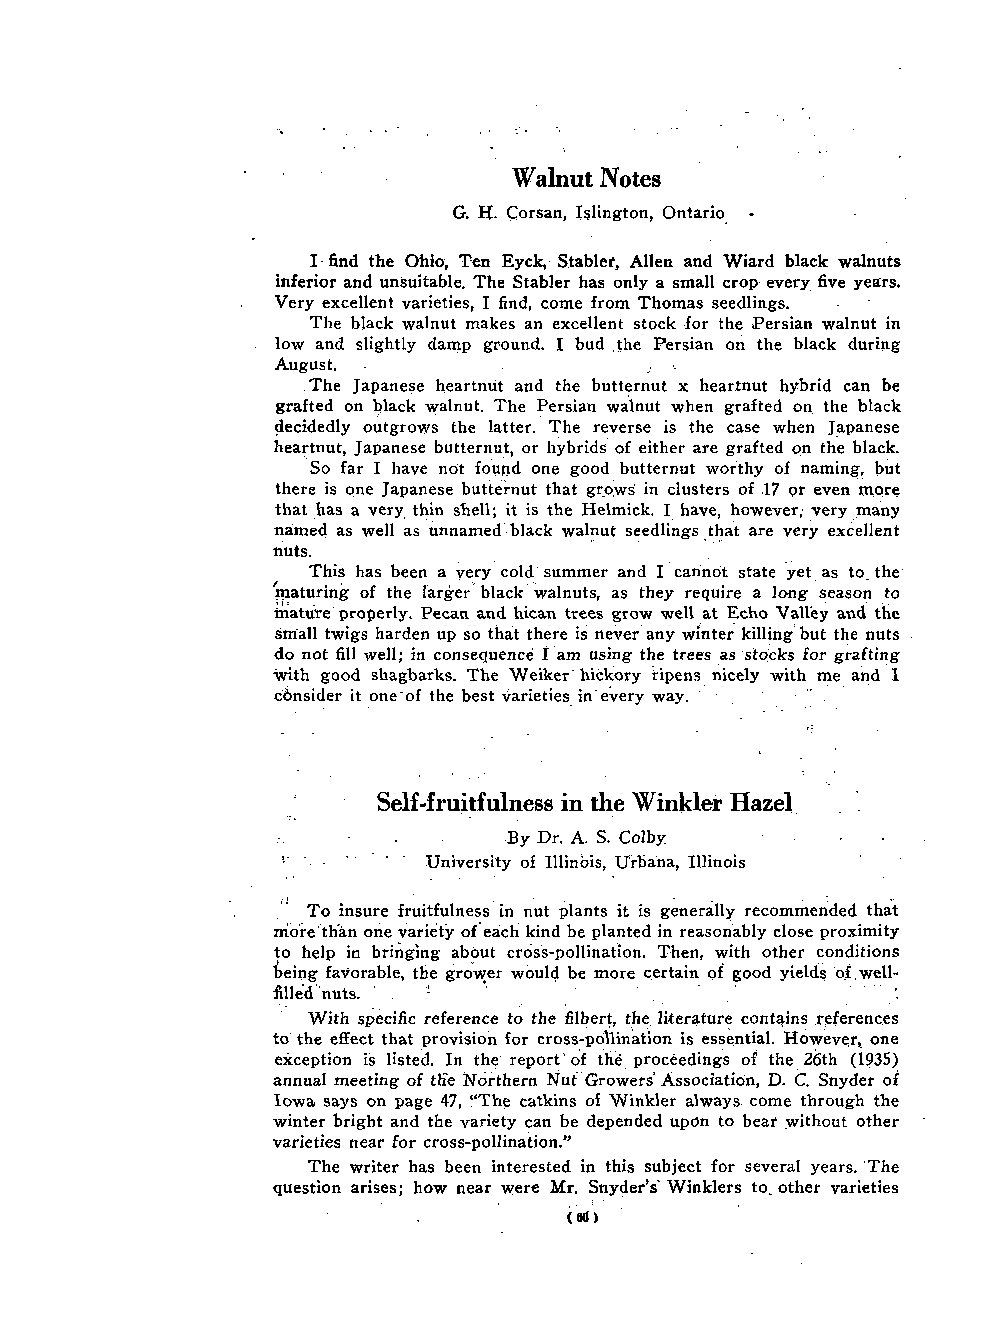 Walnut Notes
G. H. Corsan, Islington, Ontario
I find the Ohio, Ten Eyck, Stabler, Allen and Wiard black walnuts
inferior and unsuitable. The Stabler has only a small crop every five years.
Very excellent varieties, I find, come from Thomas seedlings.
The black walnut makes an excellent stock for the Persian walnut in
low and slightly damp ground. I bud the Persian on the black during
August.
The Japanese heartnut and the butternut x heartnut hybrid can be
grafted on black walnut. The Persian walnut when grafted on the black
decidedly outgrows the latter. The reverse is the case when Japanese
heartnut, Japanese butternut, or hybrids of either are grafted on the black.
So far I have not found one good butternut worthy of naming, but
there is one Japanese butternut that grows in clusters of 17 or even more
that has a very thin shell; it is the Helmick. I have, however, very many
named as well as unnamed black walnut seedlings that are very excellent
nuts.
This has been a very cold summer and I cannot state yet as to the
maturing of the larger black walnuts, as they require a long season to
mature properly. Pecan and hican trees grow well at Echo Valley and the
small twigs harden up so that there is never any winter killing but the nuts
do not fill well; in consequence I am using the trees as stocks for grafting
with good shagbarks. The Weiker hickory ripens nicely with me and I
consider it one of the best varieties in every way.
Self-fruitfulness in the Winkler Hazel
By Dr. A. S. Colby
University of Illinois, Urbana, Illinois
To insure fruitfulness in nut plants it is generally recommended that
more than one variety of each kind be planted in reasonably close proximity
to help in bringing about cross-pollination. Then, with other conditions
being favorable, the grower would be more certain of good yields of well-
filled nuts.
With specific reference to the filbert, the literature contains references
to the effect that provision for cross-pollination is essential. However, one
exception is listed. In the report of the proceedings of the 26th (1935)
annual meeting of the Northern Nut Growers' Association, D. C. Snyder of
Iowa says on page 47, "The catkins of Winkler always come through the
winter bright and the variety can be depended upon to bear without other
varieties near for cross-pollination."
The writer has been interested in this subject for several years. The
question arises; how near were Mr. Snyder's Winklers to other varieties